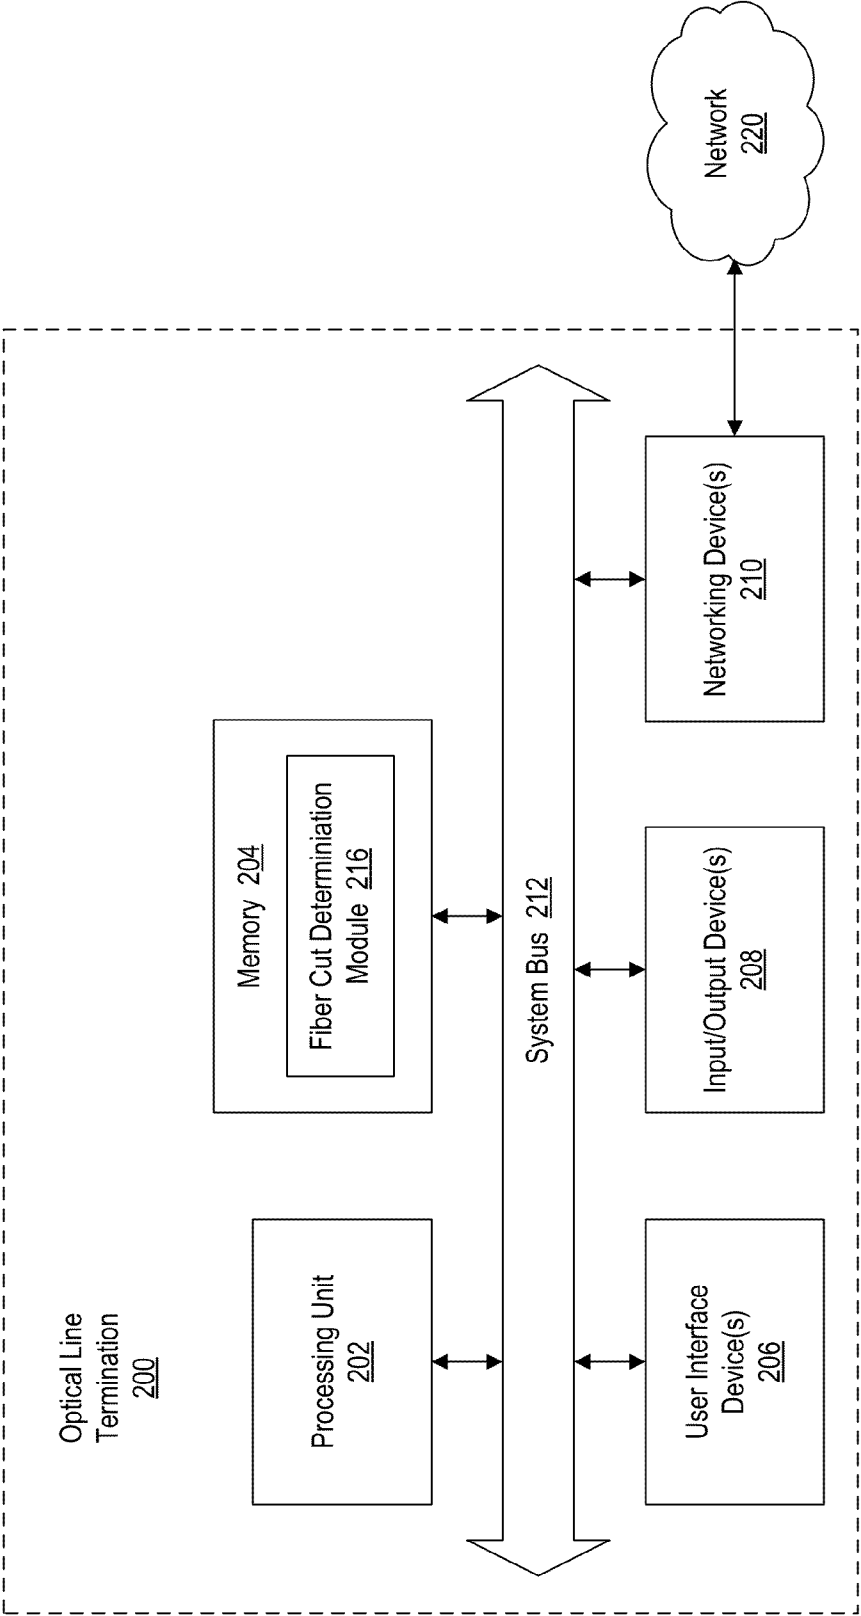 Optical Line
Termination
200
Processing Unit
202
Memory 204
Fiber Cut Determiniation
Module 216
System Bus 212
User Interface
Device(s)
206
Input/Output Device(s)
208
Networking Device(s)
210
Network
220